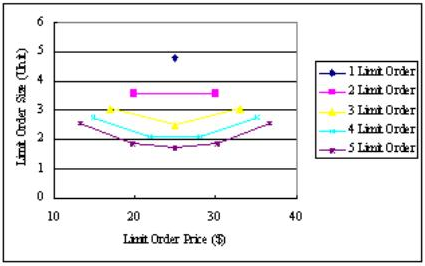 6
5
4
3
2
1
0
Limit Order Size (Unit)
10 20 30 40
Limit Order Price ($)
1 Limit Order
2 Limit Order
3 Limit Order
4 Limit Order
5 Limit Order